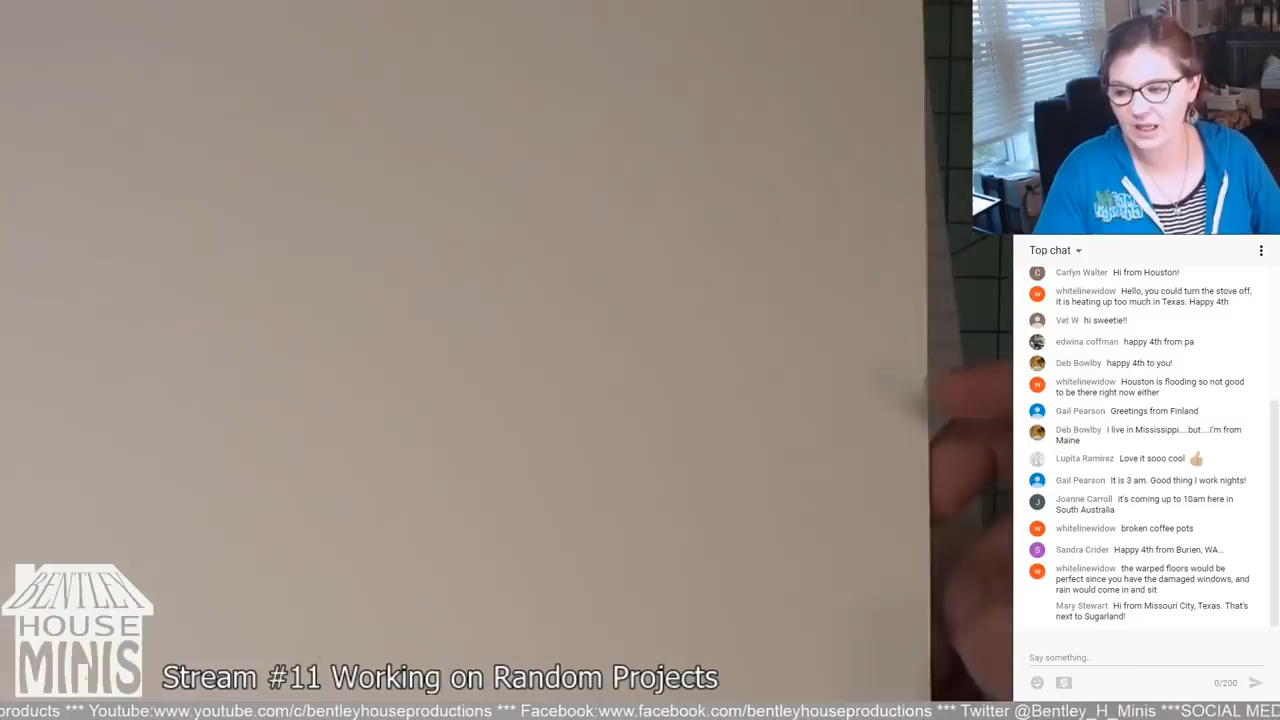 Top chat
Carlyn Walter Hi from Houston!
whitelinewidow Hello, you could turn the stove off,
it is heating up too much in Texas. Happy 4th
Vet W hi sweetie!!
edwina coffman happy 4th from pa
Deb Bowlby happy 4th to you!
whitelinewidow Houston is flooding so not good
to be there right now either
Gail Pearson Greetings from Finland
Deb Bowlby I live in Mississippi....but....I'm from
Maine
Lupita Ramirez Love it sooo cool
Gail Pearson It is 3 am. Good thing I work nights!
Joanne Carroll it's coming up to 10am here in
South Australia
whitelinewidow broken coffee pots
Sandra Crider Happy 4th from Burien, WA...
whitelinewidow the warped floors would be
perfect since you have the damaged windows, and
rain would come in and sit
Mary Stewart Hi from Missouri City, Texas. That's
next to Sugarland!
Say something...
0/200
BENTLEY
HOUSE
MINIS
Stream #11 Working on Random Projects
products *** Youtube:www.youtube.com/c/bentleyhouseproductions *** Facebook:www.facebook.com/bentleyhouseproductions *** Twitter @Bentley_H_Minis ***SOCIAL MED